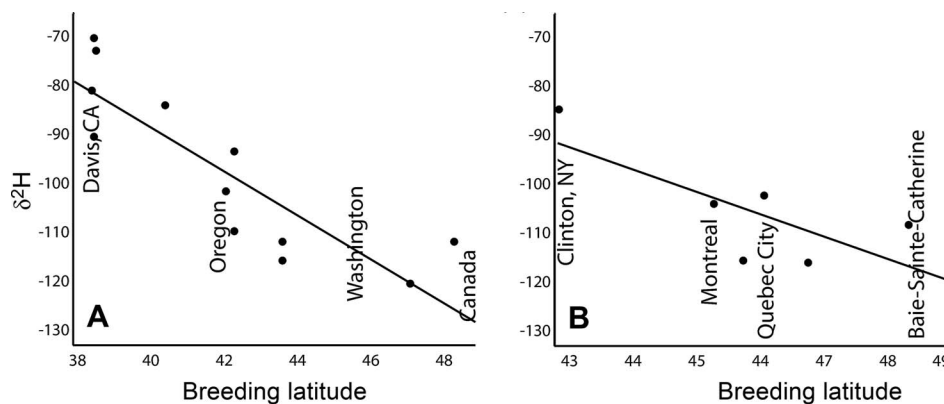 -70
-80
-90
-100
-110
-120
-130
δ²H
Davis, CA
Oregon
Washington
Canada
A
38 40 42 44 46 48
Breeding latitude
-70
-80
-90
-100
-110
-120
-130
Clinton, NY
Montreal
Quebec City
Baie-Sainte-Catherine
B
43 44 45 44 47 48 49
Breeding latitude